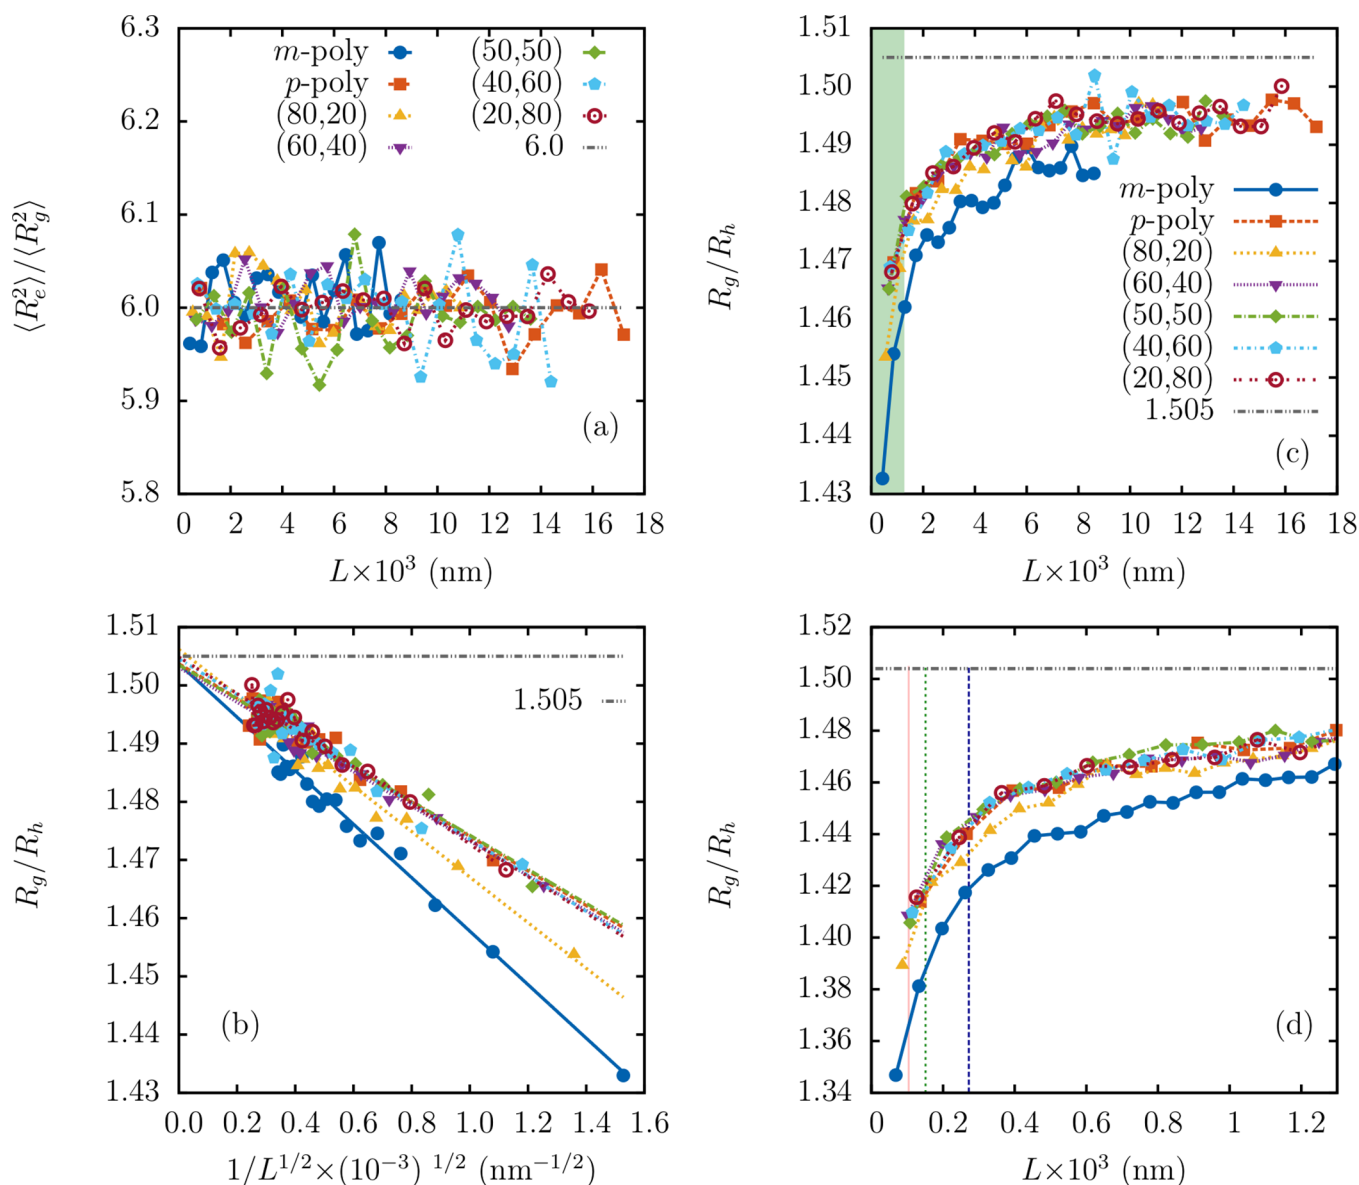 ⟨R_e^2⟩/⟨R_g^2⟩
6.3
6.2
6.1
6.0
5.9
5.8
m-poly
p-poly
(80,20)
(60,40)
(50,50)
(40,60)
(20,80)
6.0
(a)
0 2 4 6 8 10 12 14 16 18
L×10^3 (nm)
R_g/R_h
1.51
1.50
1.49
1.48
1.47
1.46
1.45
1.44
1.43
m-poly
p-poly
(80,20)
(60,40)
(50,50)
(40,60)
(20,80)
1.505
(c)
0 2 4 6 8 10 12 14 16 18
L×10^3 (nm)
R_g/R_h
1.51
1.50
1.49
1.48
1.47
1.46
1.45
1.44
1.43
1.505
(b)
0.0 0.2 0.4 0.6 0.8 1.0 1.2 1.4 1.6
1/L^{1/2}×(10^{−3}) ^{1/2} (nm^{−1/2})
R_g/R_h
1.52
1.50
1.48
1.46
1.44
1.42
1.40
1.38
1.36
1.34
(d)
0 0.2 0.4 0.6 0.8 1 1.2
L×10^3 (nm)